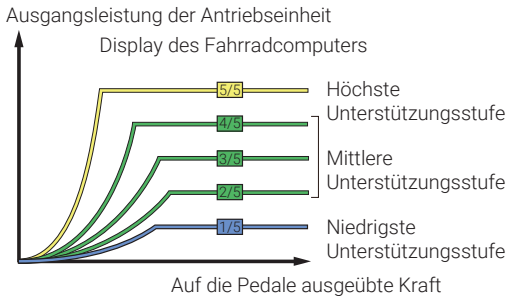 Ausgangsleistung der Antriebseinheit
Display des Fahrradcomputers
5/5
Höchste
Unterstützungsstufe
4/5
3/5
Mittlere
Unterstützungsstufe
2/5
1/5
Niedrigste
Unterstützungsstufe
Auf die Pedale ausgeübte Kraft